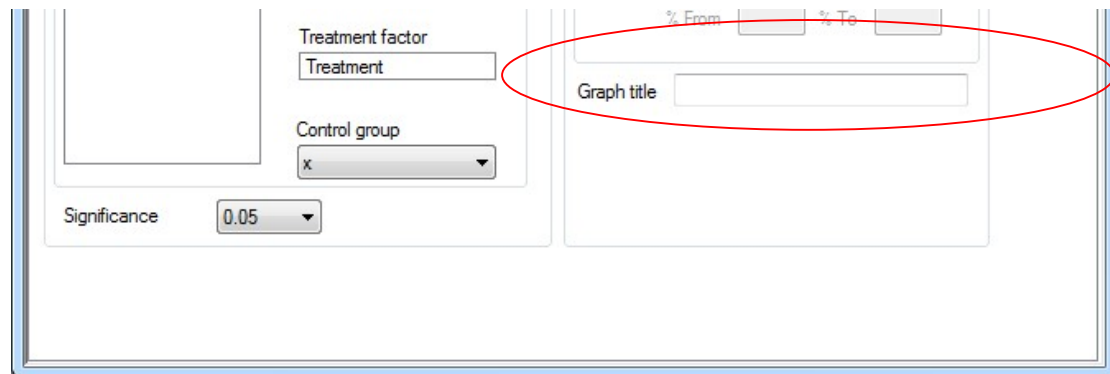 % From % To
Treatment factor
Treatment
Graph title
Control group
x
Significance 0.05